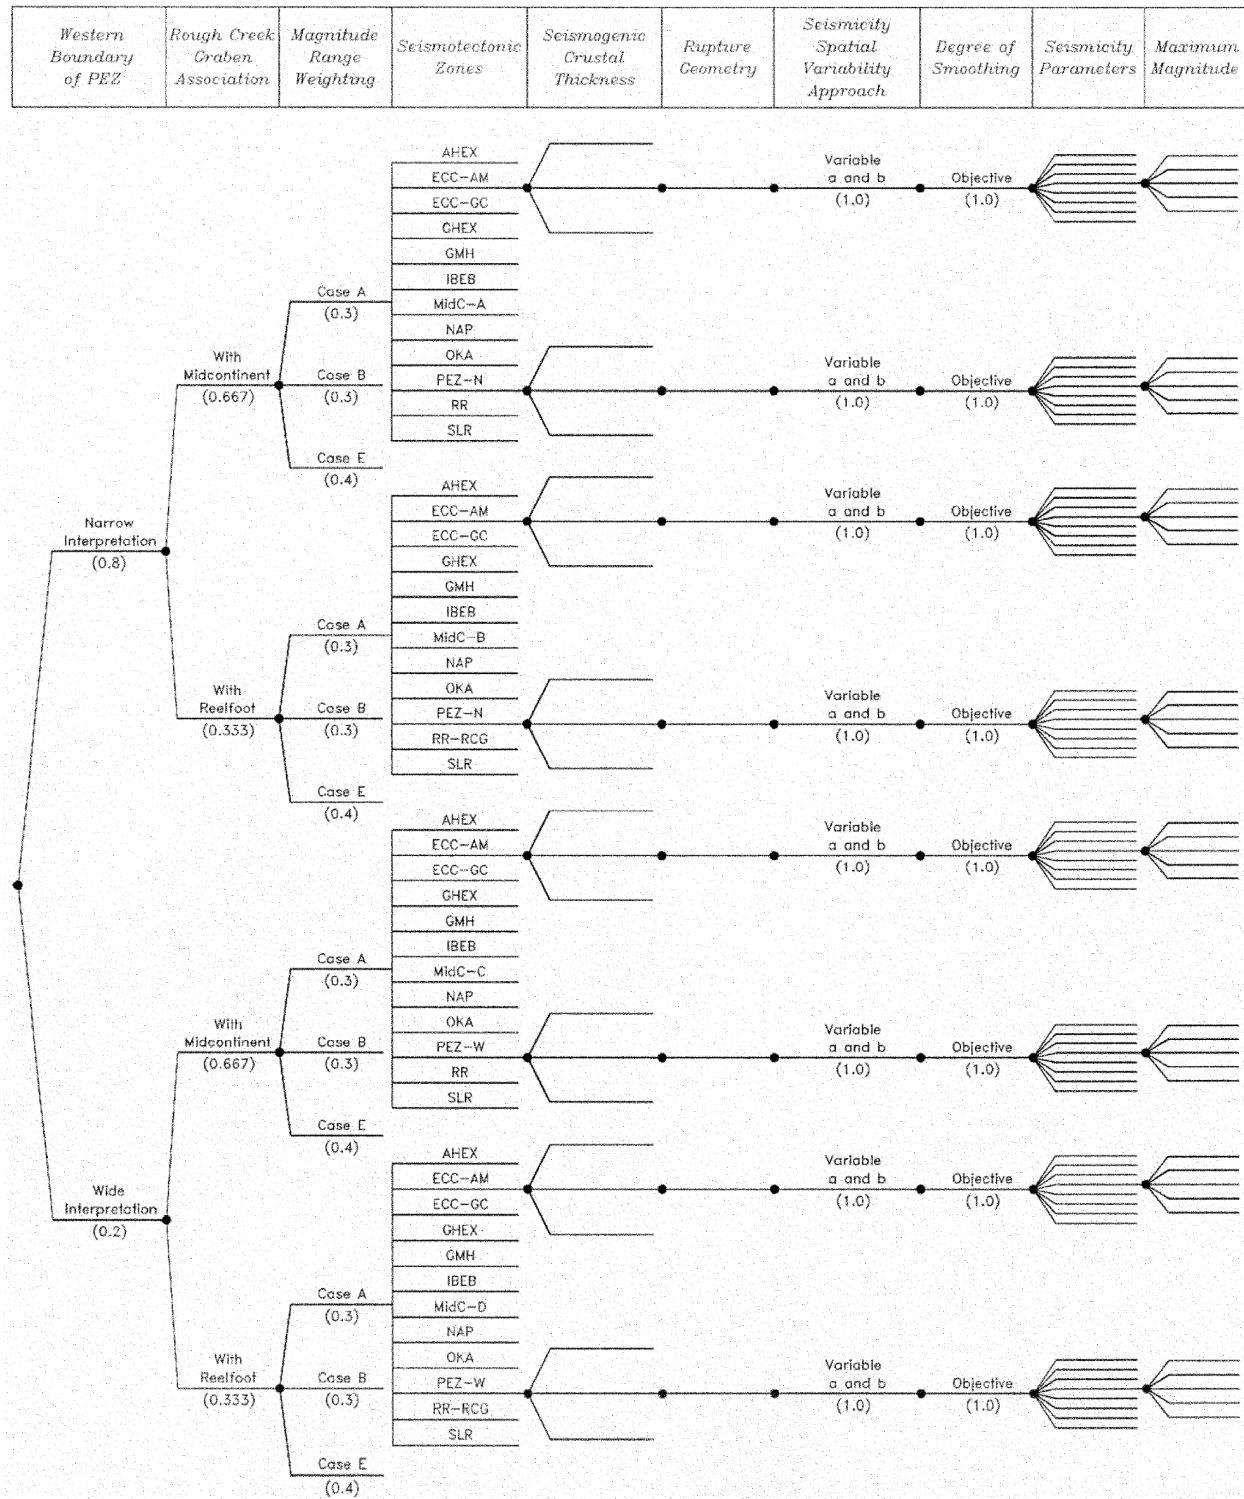 Western
Boundary
of PEZ
Rough Creek
Graben
Association
Magnitude
Range
Weighting
Seismotectonic
Zones
Seismogenic
Crustal
Thickness
Rupture
Geometry
Seismicity
Spatial
Variability
Approach
Degree of
Smoothing
Seismicity
Parameters
Maximum
Magnitude
Narrow
Interpretation
(0.8)
With
Midcontinent
(0.667)
Case A
(0.3)
Case B
(0.3)
Case E
(0.4)
AHEX
ECC-AM
ECC-GC
GHEX
GMH
IBEB
MidC-A
NAP
OKA
PEZ-N
RR
SLR
Variable
a and b
(1.0)
Objective
(1.0)
Variable
a and b
(1.0)
Objective
(1.0)
With
Reelfoot
(0.333)
Case A
(0.3)
Case B
(0.3)
Case E
(0.4)
AHEX
ECC-AM
ECC-GC
GHEX
GMH
IBEB
MidC-B
NAP
OKA
PEZ-N
RR-RCG
SLR
Variable
a and b
(1.0)
Objective
(1.0)
Variable
a and b
(1.0)
Objective
(1.0)
Wide
Interpretation
(0.2)
With
Midcontinent
(0.667)
Case A
(0.3)
Case B
(0.3)
Case E
(0.4)
AHEX
ECC-AM
ECC-GC
GHEX
GMH
IBEB
MidC-C
NAP
OKA
PEZ-W
RR
SLR
Variable
a and b
(1.0)
Objective
(1.0)
Variable
a and b
(1.0)
Objective
(1.0)
With
Reelfoot
(0.333)
Case A
(0.3)
Case B
(0.3)
Case E
(0.4)
AHEX
ECC-AM
ECC-GC
GHEX
GMH
IBEB
MidC-D
NAP
OKA
PEZ-W
RR-RCG
SLR
Variable
a and b
(1.0)
Objective
(1.0)
Variable
a and b
(1.0)
Objective
(1.0)